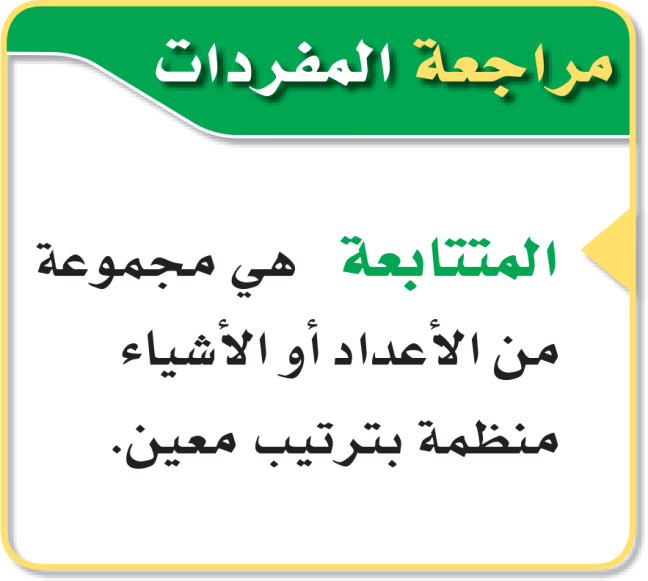 مراجعة المفردات
المتتابعة هي مجموعة
من الأعداد أو الأشياء
منظمة بترتيب معين.